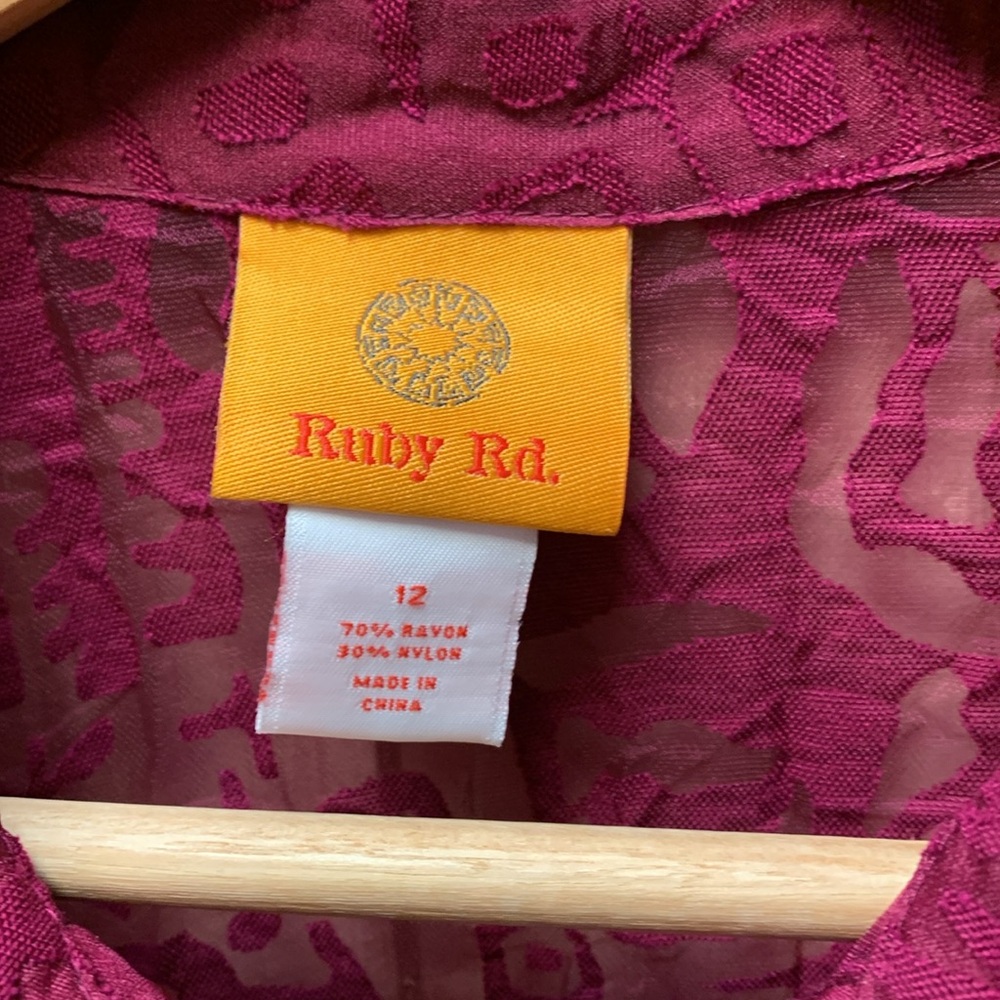 Ruby Rd.
12
70% RAYON
30% NYLON
MADE IN
CHINA